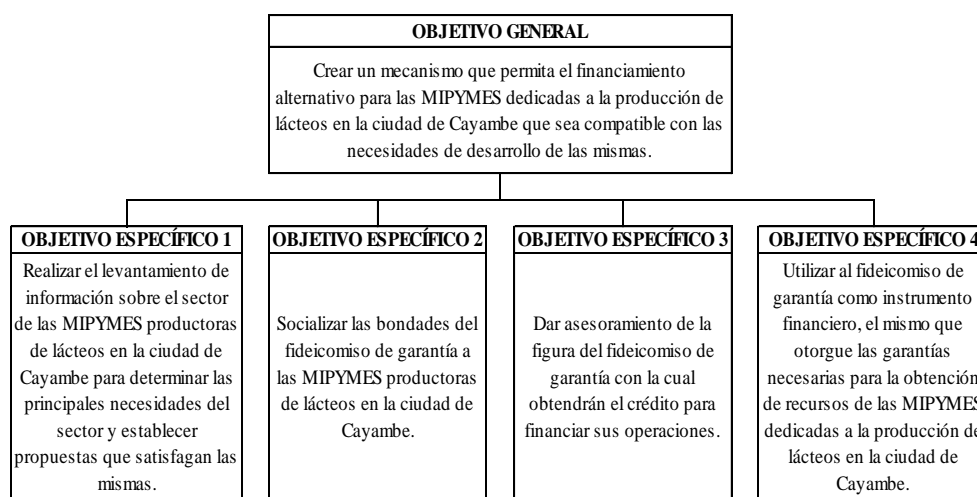 OBJETIVO GENERAL
Crear un mecanismo que permita el financiamiento
alternativo para las MIPYMES dedicadas a la producción de
lácteos en la ciudad de Cayambe que sea compatible con las
necesidades de desarrollo de las mismas.
OBJETIVO ESPECÍFICO 1
Realizar el levantamiento de
información sobre el sector
de las MIPYMES productoras
de lácteos en la ciudad de
Cayambe para determinar las
principales necesidades del
sector y establecer
propuestas que satisfagan las
mismas.
OBJETIVO ESPECÍFICO 2
Socializar las bondades del
fideicomiso de garantía a
las MIPYMES productoras
de lácteos en la ciudad de
Cayambe.
OBJETIVO ESPECÍFICO 3
Dar asesoramiento de la
figura del fideicomiso de
garantía con la cual
obtendrán el crédito para
financiar sus operaciones.
OBJETIVO ESPECÍFICO 4
Utilizar al fideicomiso de
garantía como instrumento
financiero, el mismo que
otorgue las garantías
necesarias para la obtención
de recursos de las MIPYMES
dedicadas a la producción de
lácteos en la ciudad de
Cayambe.